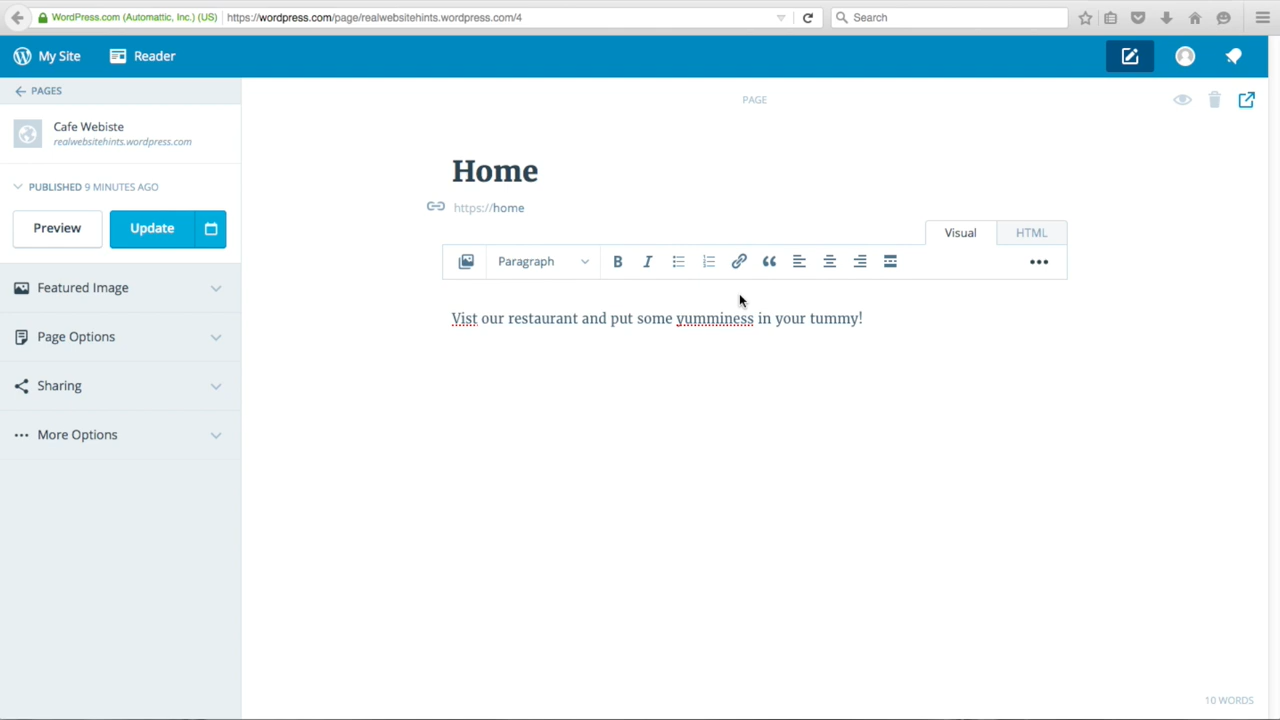 WordPress.com (Automattic, Inc.) (US)
https://wordpress.com/page/realwebsitehints.wordpress.com/4
Search
My Site
Reader
PAGES
PAGE
Cafe Webiste
realwebsitehints.wordpress.com
Home
PUBLISHED 9 MINUTES AGO
https://home
Preview
Update
Visual
HTML
Paragraph
B
I
Featured Image
Vist our restaurant and put some yumminess in your tummy!
Page Options
Sharing
More Options
10 WORDS